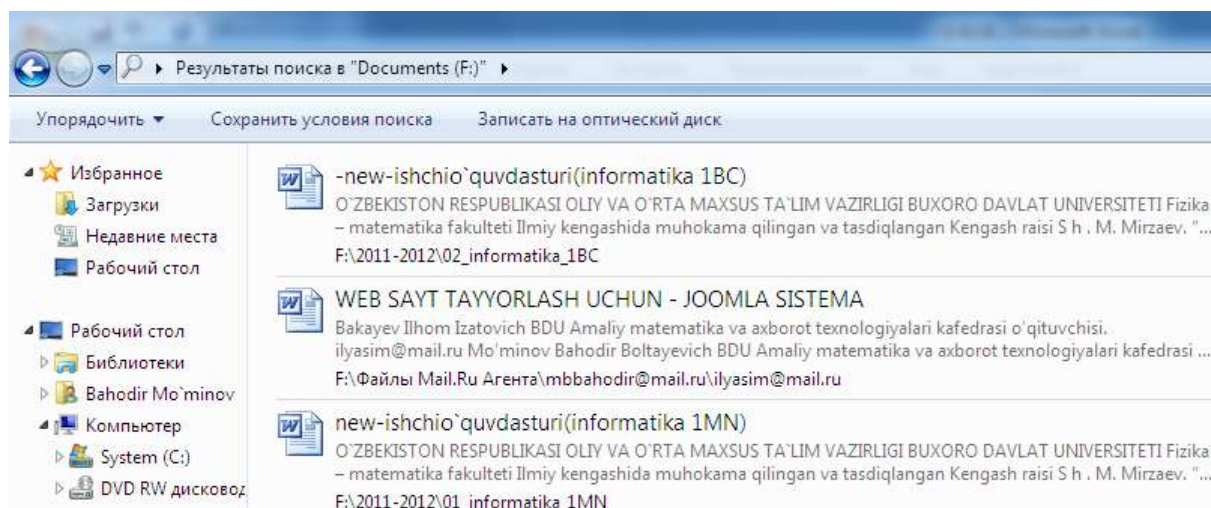 Результаты поиска в "Documents (F:)"
Упорядочить Сохранить условия поиска Записать на оптический диск
Избранное
Загрузки
Недавние места
Рабочий стол
Рабочий стол
Библиотеки
Bahodir Mo`minov
Компьютер
System (C:)
DVD RW дисковод
-new-ishchio`quvdasturi(informatika 1BC)
O`ZBEKISTON RESPUBLIKASI OLIY VA O`RTA MAXSUS TA`LIM VAZIRLIGI BUXORO DAVLAT UNIVERSITETI Fizika
– matematika fakulteti Ilmiy kengashida muhokama qilingan va tasdiqlangan Kengash raisi S h . M. Mirzaev. "...
F:\2011-2012\02_informatika_1BC
WEB SAYT TAYYORLASH UCHUN - JOOMLA SISTEMA
Bakayev Ilhom Izatovich BDU Amaliy matematika va axborot texnologiyalari kafedrasi o'qituvchisi.
ilyasim@mail.ru Mo'minov Bahodir Boltayevich BDU Amaliy matematika va axborot texnologiyalari kafedrasi ...
F:\Файлы Mail.Ru Агента\mbbahodir@mail.ru\ilyasim@mail.ru
new-ishchio`quvdasturi(informatika 1MN)
O`ZBEKISTON RESPUBLIKASI OLIY VA O`RTA MAXSUS TA`LIM VAZIRLIGI BUXORO DAVLAT UNIVERSITETI Fizika
– matematika fakulteti Ilmiy kengashida muhokama qilingan va tasdiqlangan Kengash raisi S h . M. Mirzaev. "...
F:\2011-2012\01_informatika_1MN